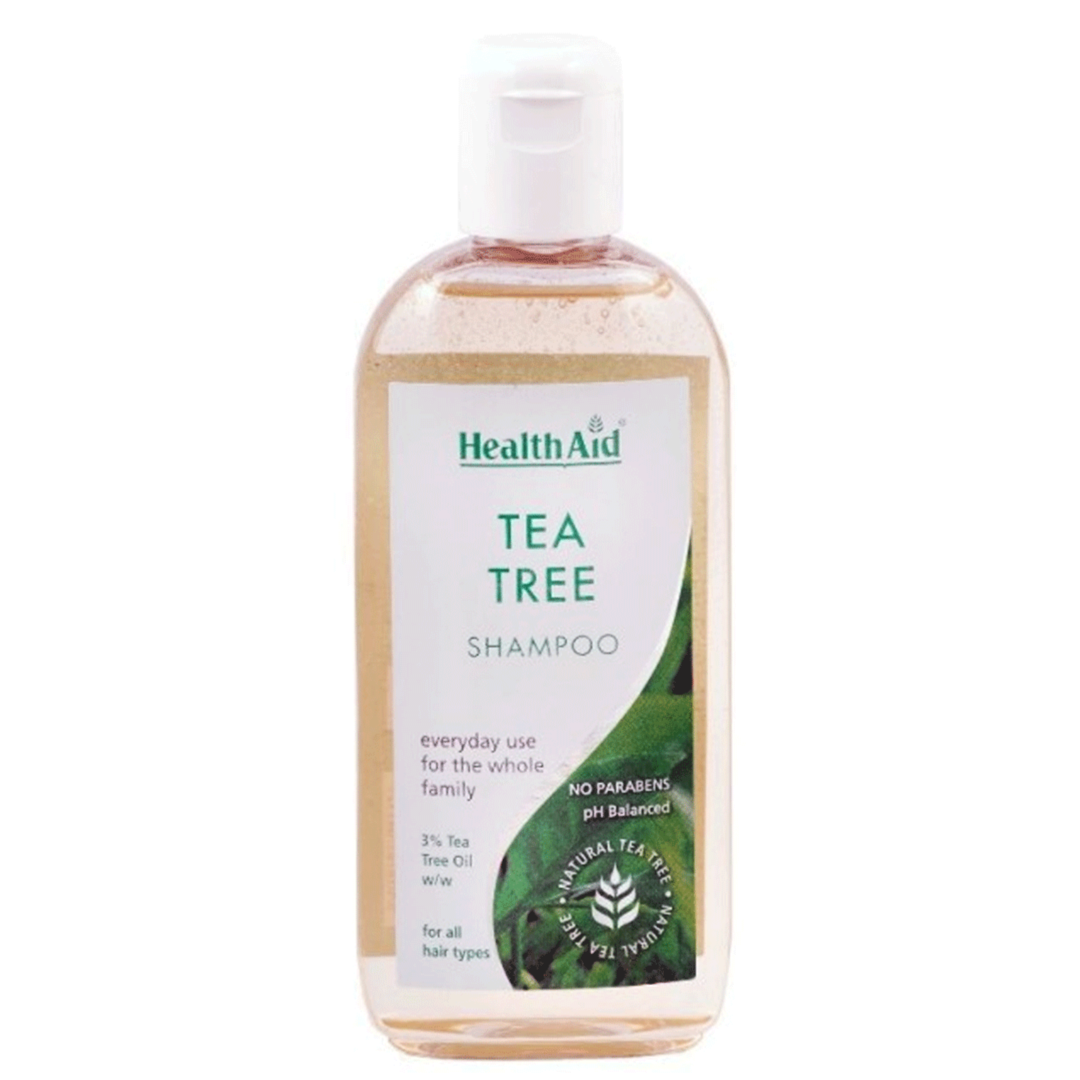 HealthAid®
TEA
TREE
SHAMPOO
everyday use
for the whole
family
NO PARABENS
pH Balanced
3% Tea
Tree Oil
w/w
for all
hair types
NATURAL TEA TREE • NATURAL TEA TREE •